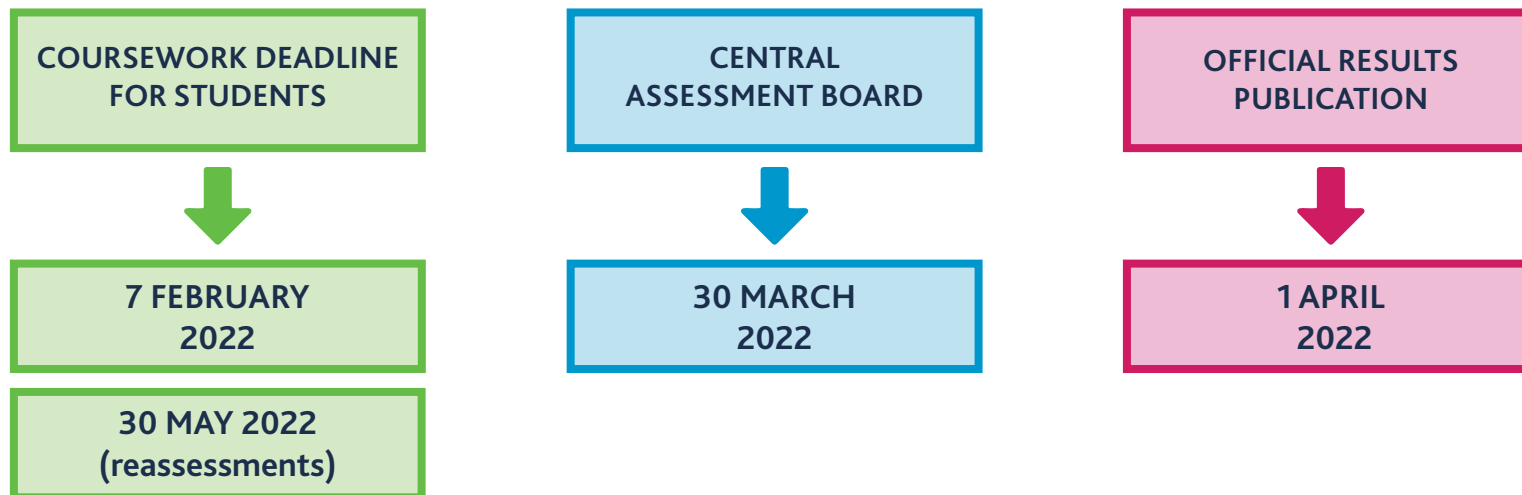 COURSEWORK DEADLINE
FOR STUDENTS
7 FEBRUARY
2022
30 MAY 2022
(reassessments)
CENTRAL
ASSESSMENT BOARD
30 MARCH
2022
OFFICIAL RESULTS
PUBLICATION
1 APRIL
2022